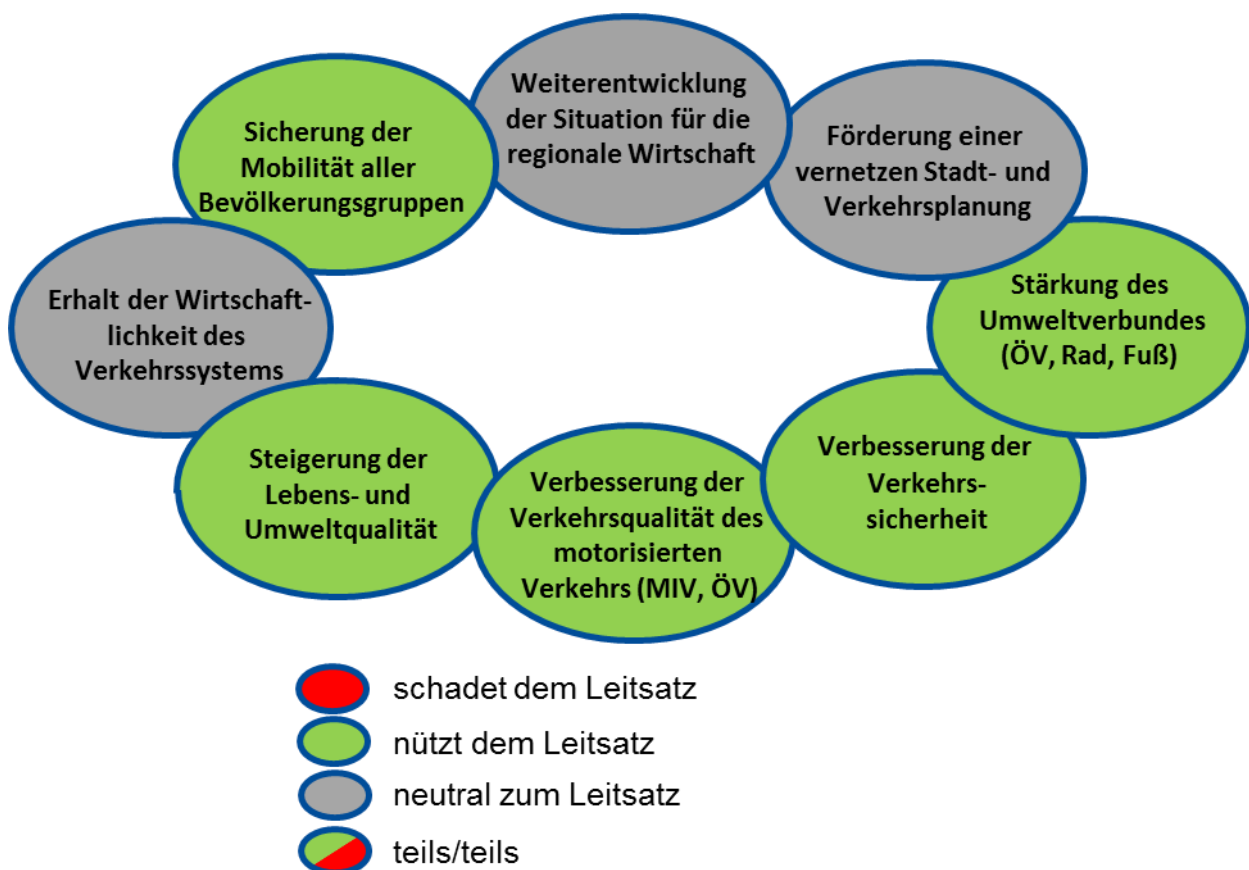 Weiterentwicklung
der Situation für die
regionale Wirtschaft
Sicherung der
Mobilität aller
Bevölkerungsgruppen
Förderung einer
vernetzen Stadt- und
Verkehrsplanung
Erhalt der Wirtschaft-
lichkeit des
Verkehrssystems
Stärkung des
Umweltverbundes
(ÖV, Rad, Fuß)
Steigerung der
Lebens- und
Umweltqualität
Verbesserung der
Verkehrsqualität des
motorisierten
Verkehrs (MIV, ÖV)
Verbesserung der
Verkehrs-
sicherheit
schadet dem Leitsatz
nützt dem Leitsatz
neutral zum Leitsatz
teils/teils